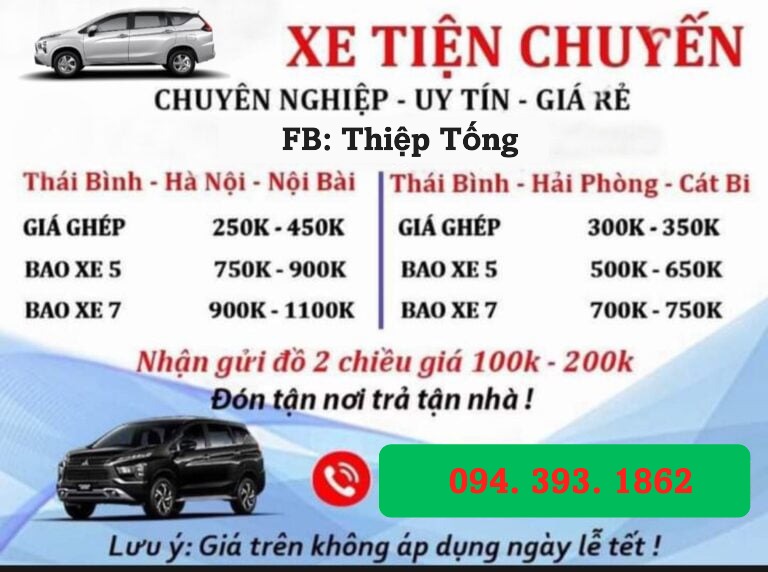 XE TIỆN CHUYẾN
CHUYÊN NGHIỆP - UY TÍN - GIÁ RẺ
FB: Thiệp Tống
Thái Bình - Hà Nội - Nội Bài
GIÁ GHÉP 250K - 450K
BAO XE 5 750K - 900K
BAO XE 7 900K - 1100K
Thái Bình - Hải Phòng - Cát Bi
GIÁ GHÉP 300K - 350K
BAO XE 5 500K - 650K
BAO XE 7 700K - 750K
Nhận gửi đồ 2 chiều giá 100k - 200k
Đón tận nơi trả tận nhà !
094. 393. 1862
Lưu ý: Giá trên không áp dụng ngày lễ tết !